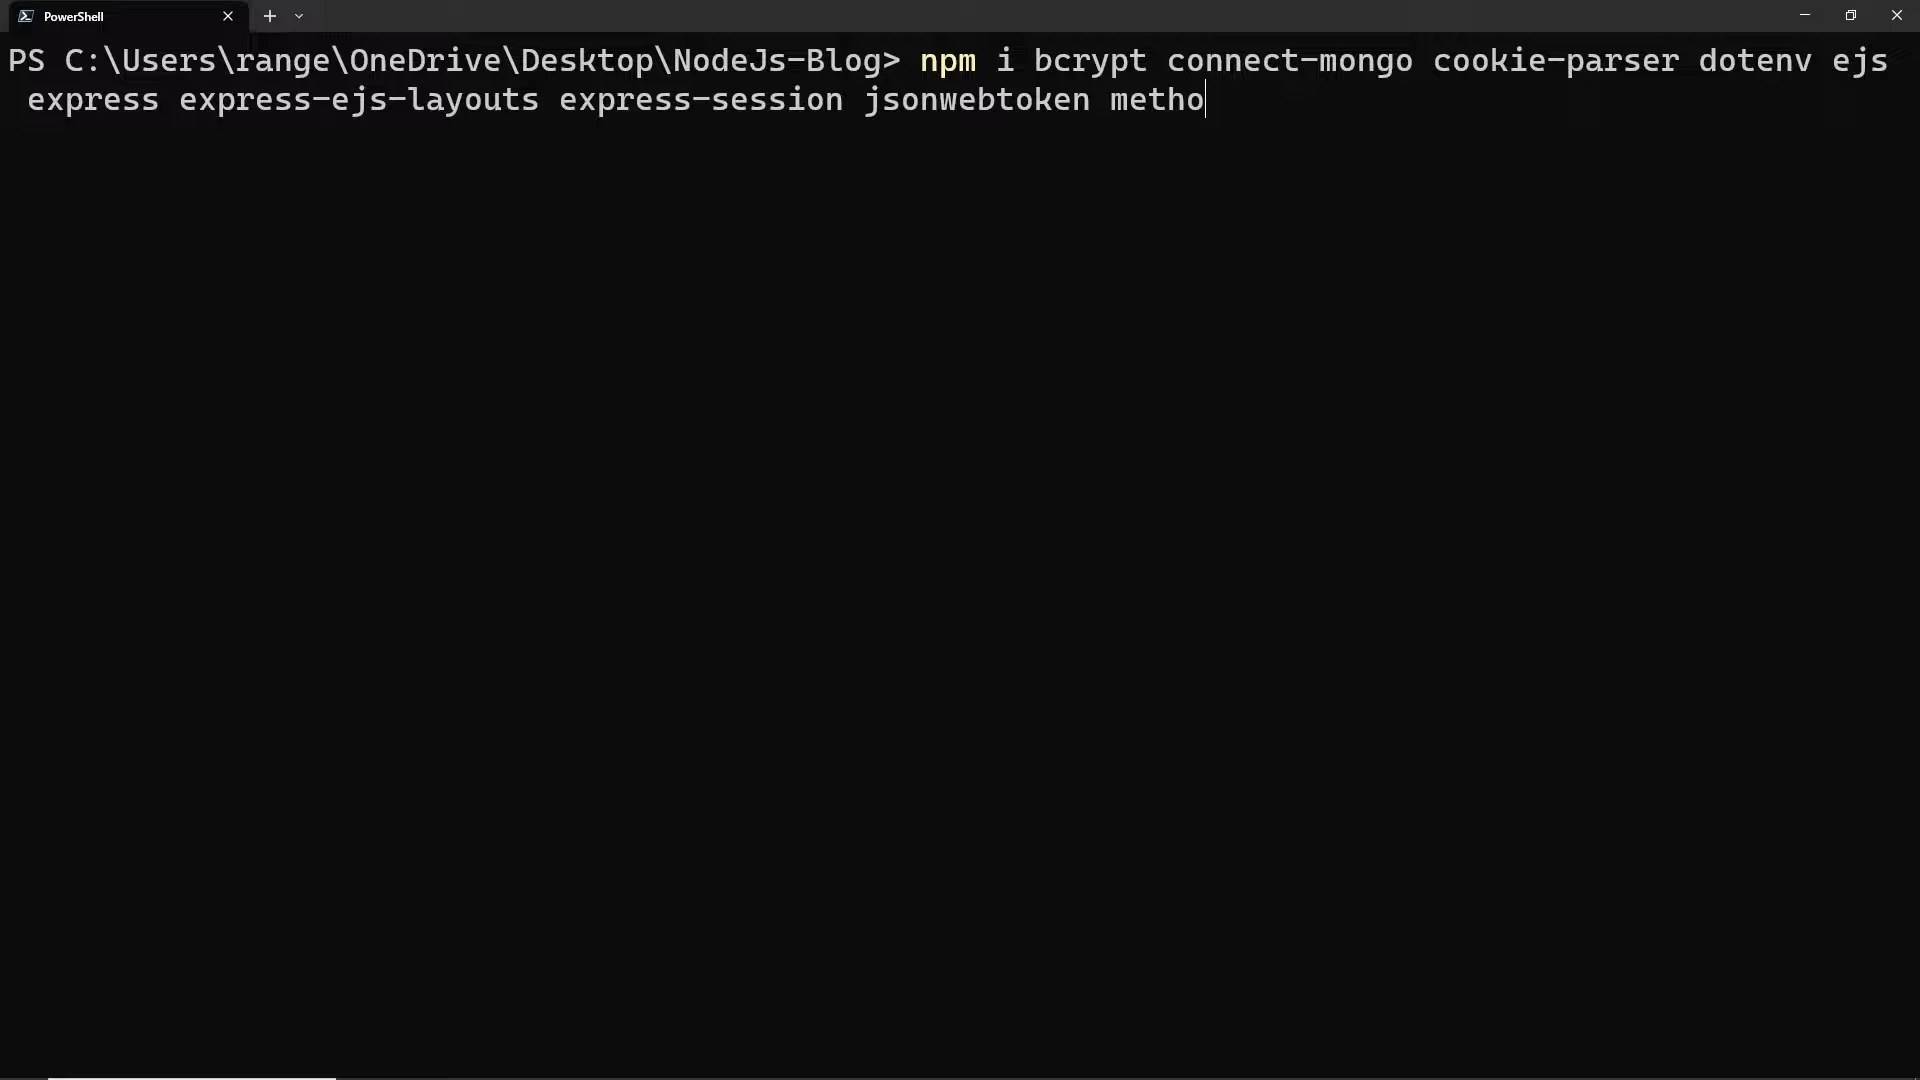 PowerShell
PS C:\Users\range\OneDrive\Desktop\NodeJs-Blog> npm i bcrypt connect-mongo cookie-parser dotenv ejs
express express-ejs-layouts express-session jsonwebtoken metho